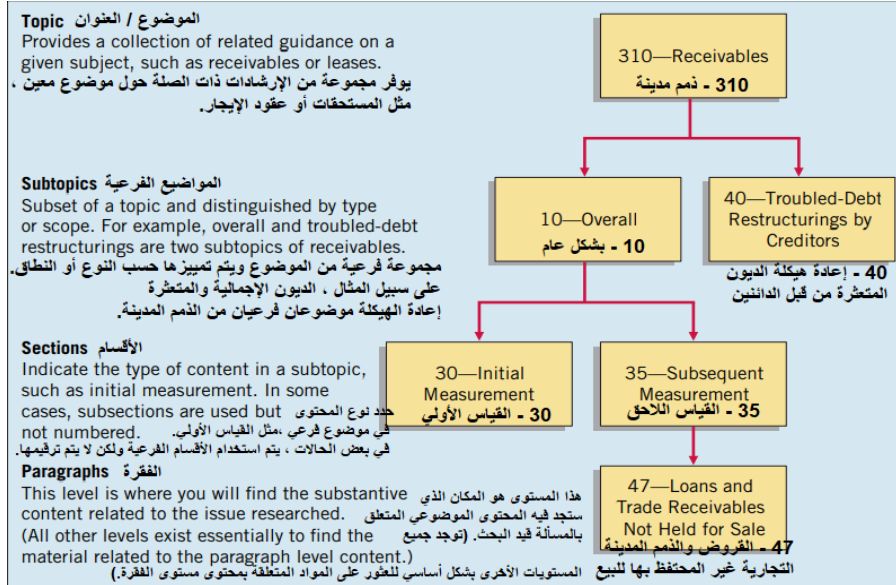 Topic الموضوع / العنوان
Provides a collection of related guidance on a
given subject, such as receivables or leases.
يوفر مجموعة من الإرشادات ذات الصلة حول موضوع معين ،
مثل المستحقات أو عقود الإيجار.
310—Receivables
310 - ذمم مدينة
Subtopics المواضيع الفرعية
Subset of a topic and distinguished by type
or scope. For example, overall and troubled-debt
restructurings are two subtopics of receivables.
مجموعة فرعية من الموضوع ويتم تمييزها حسب النوع أو النطاق.
على سبيل المثال ، الديون الإجمالية والمتعثرة
إعادة الهيكلة موضوعان فرعيان من الذمم المدينة.
10—Overall
10 - بشكل عام
40—Troubled-Debt
Restructurings by
Creditors
40 - إعادة هيكلة الديون
المتعثرة من قبل الدائنين
Sections الأقسام
Indicate the type of content in a subtopic,
such as initial measurement. In some
cases, subsections are used but
not numbered.
حدد نوع المحتوى
في موضوع فرعي ،مثل القياس الأولي.
في بعض الحالات ، يتم استخدام الأقسام الفرعية ولكن لا يتم ترقيمها.
30—Initial
Measurement
30 - القياس الأولي
35—Subsequent
Measurement
35 - القياس اللاحق
Paragraphs الفقرة
This level is where you will find the substantive
content related to the issue researched.
(All other levels exist essentially to find the
material related to the paragraph level content.)
هذا المستوى هو المكان الذي
ستجد فيه المحتوى الموضوعي المتعلق
بالمسألة قيد البحث. (توجد جميع
المستويات الأخرى بشكل أساسي للعثور على المواد المتعلقة بمحتوى مستوى الفقرة.)
47—Loans and
Trade Receivables
Not Held for Sale
47 - القروض والذمم المدينة
التجارية غير المحتفظ بها للبيع